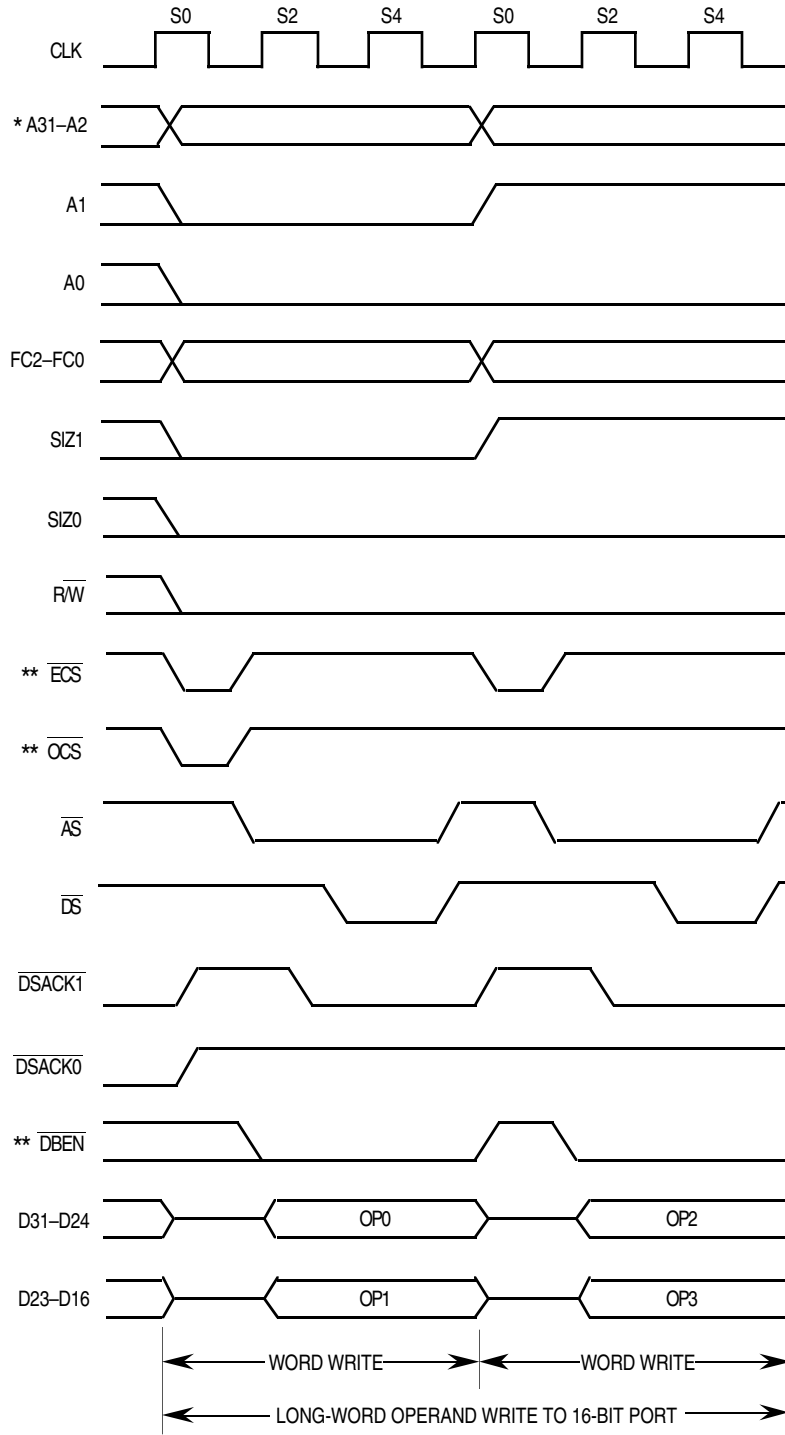 S0 S2 S4 S0 S2 S4
CLK
* A31–A2
A1
A0
FC2–FC0
SIZ1
SIZ0
R/W
** ECS
** OCS
AS
DS
DSACK1
DSACK0
** DBEN
D31–D24 OP0 OP2
D23–D16 OP1 OP3
WORD WRITE WORD WRITE
LONG-WORD OPERAND WRITE TO 16-BIT PORT